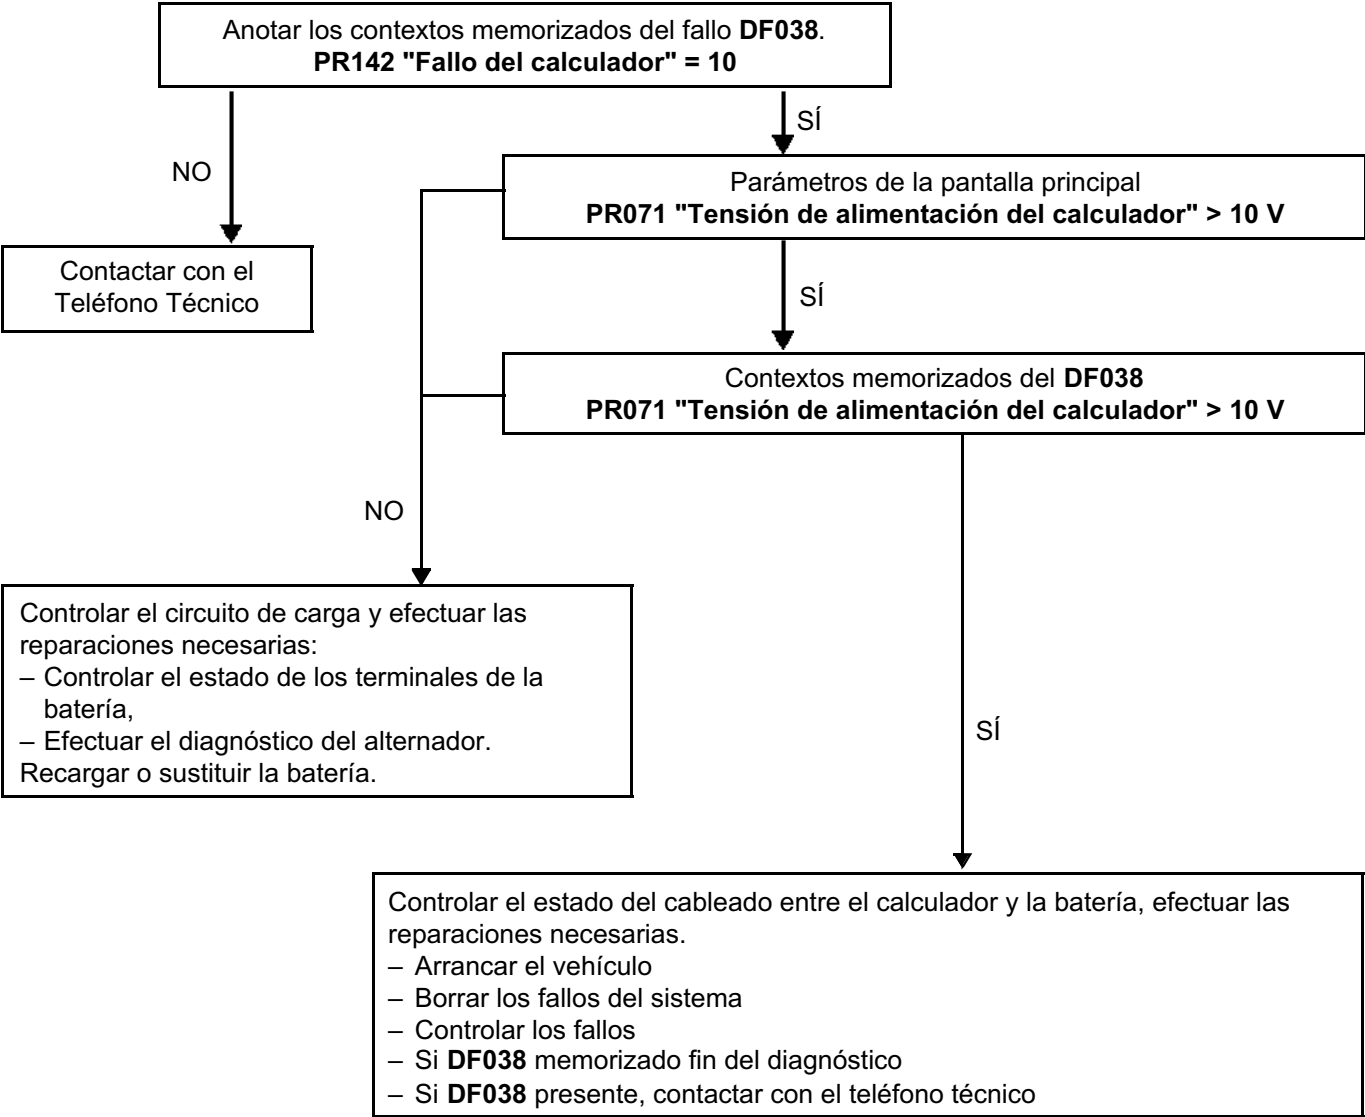 Anotar los contextos memorizados del fallo DF038.
PR142 "Fallo del calculador" = 10
SÍ
NO
Parámetros de la pantalla principal
PR071 "Tensión de alimentación del calculador" > 10 V
Contactar con el
Teléfono Técnico
SÍ
Contextos memorizados del DF038
PR071 "Tensión de alimentación del calculador" > 10 V
NO
Controlar el circuito de carga y efectuar las
reparaciones necesarias:
– Controlar el estado de los terminales de la
batería,
– Efectuar el diagnóstico del alternador.
Recargar o sustituir la batería.
SÍ
Controlar el estado del cableado entre el calculador y la batería, efectuar las
reparaciones necesarias.
– Arrancar el vehículo
– Borrar los fallos del sistema
– Controlar los fallos
– Si DF038 memorizado fin del diagnóstico
– Si DF038 presente, contactar con el teléfono técnico